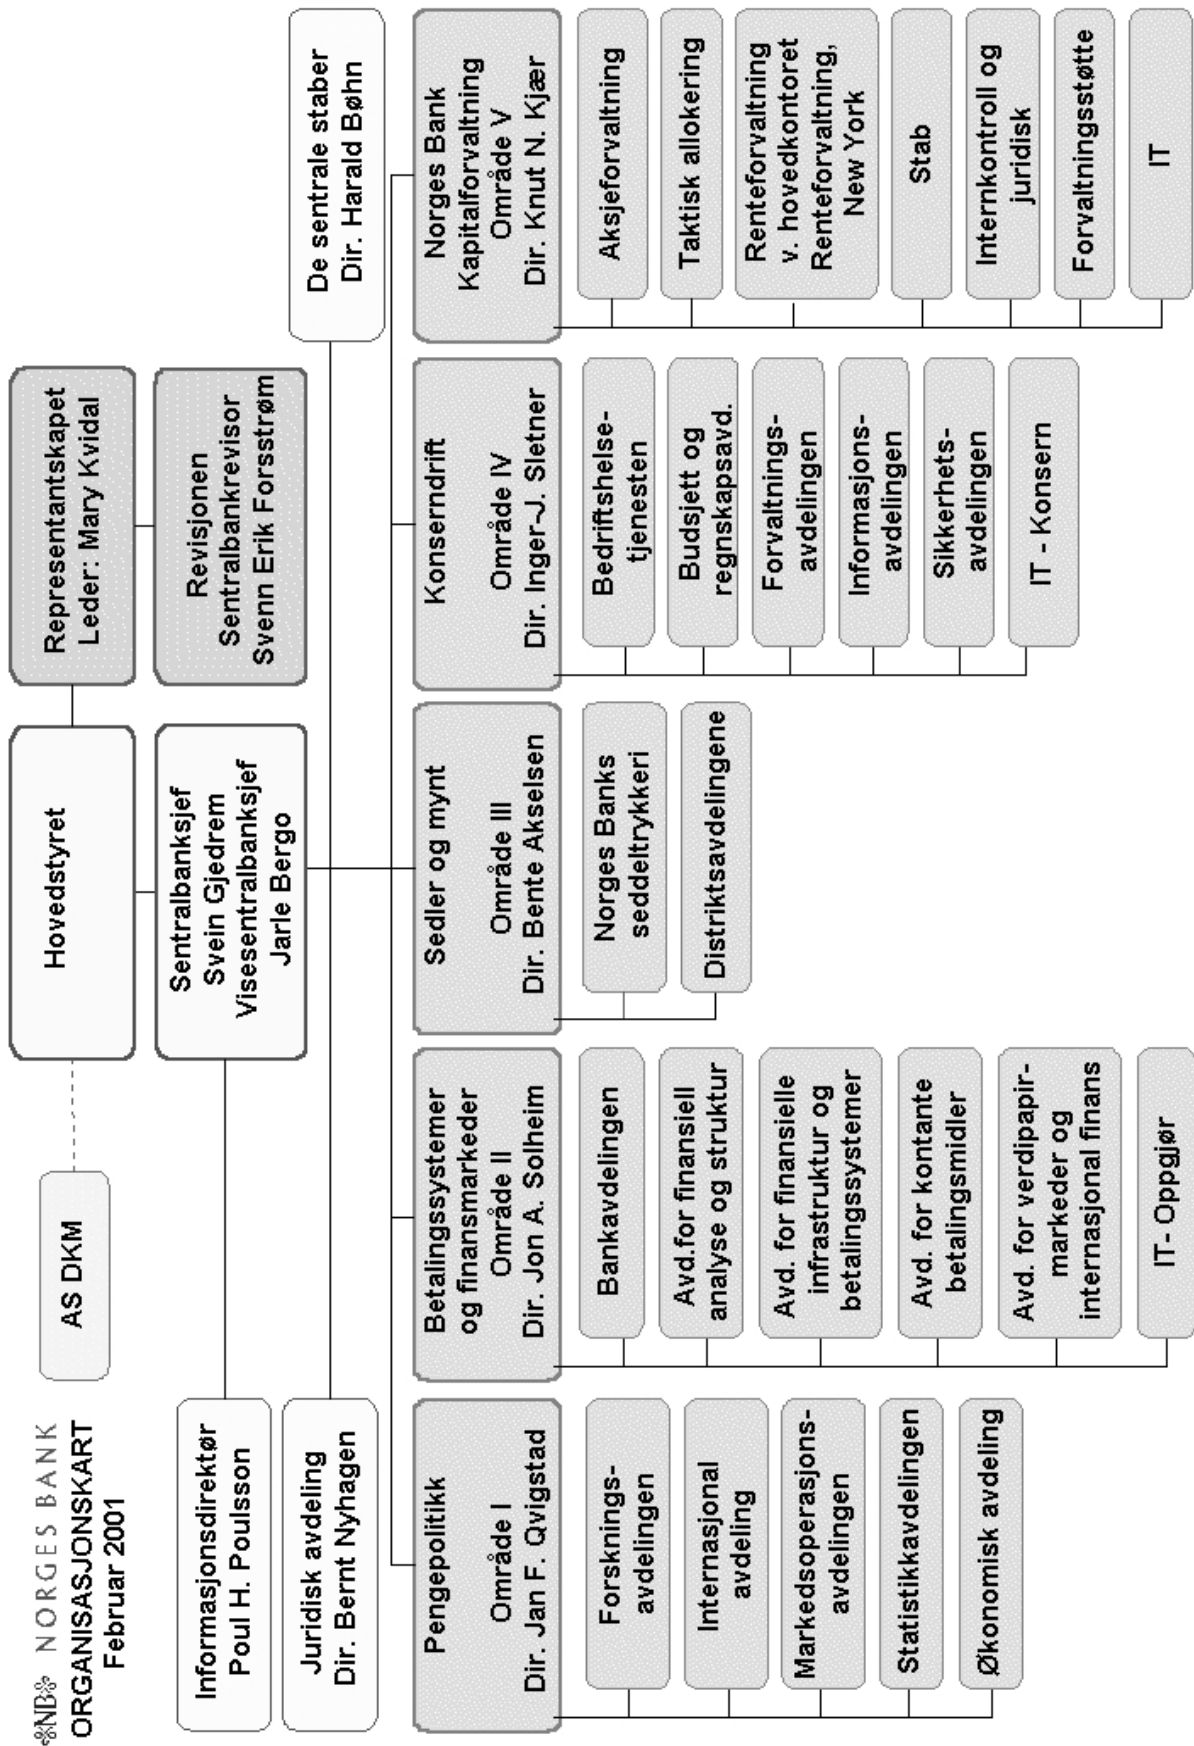 NB NORGES BANK
ORGANISASJONSKART
Februar 2001
AS DKM
Hovedstyret
Representantskapet
Leder: Mary Kvidal
Revisjonen
Sentralbankrevisor
Svenn Erik Forsstrøm
Sentralbanksjef
Svein Gjedrem
Visesentralbanksjef
Jarle Bergo
Informasjonsdirektør
Poul H. Poulsson
Juridisk avdeling
Dir. Bernt Nyhagen
De sentrale staber
Dir. Harald Bøhn
Pengepolitikk
Område I
Dir. Jan F. Qvigstad
Forsknings-
avdelingen
Internasjonal
avdeling
Markedsoperasjons-
avdelingen
Statistikkavdelingen
Økonomisk avdeling
Betalingssystemer
og finansmarkeder
Område II
Dir. Jon A. Solheim
Bankavdelingen
Avd.for finansiell
analyse og struktur
Avd. for finansielle
infrastruktur og
betalingssystemer
Avd. for kontante
betalingsmidler
Avd. for verdipapir-
markeder og
internasjonal finans
IT- Oppgjør
Sedler og mynt
Område III
Dir. Bente Akselsen
Norges Banks
seddeltrykkeri
Distriktsavdelingene
Konserndrift
Område IV
Dir. Inger-J. Sletner
Bedriftshelse-
tjenesten
Budsjett og
regnskapsavd.
Forvaltnings-
avdelingen
Informasjons-
avdelingen
Sikkerhets-
avdelingen
IT - Konsern
Norges Bank
Kapitalforvaltning
Område V
Dir. Knut N. Kjær
Aksjeforvaltning
Taktisk allokering
Renteforvaltning
v. hovedkontoret
Renteforvaltning,
New York
Stab
Internkontroll og
juridisk
Forvaltningsstøtte
IT